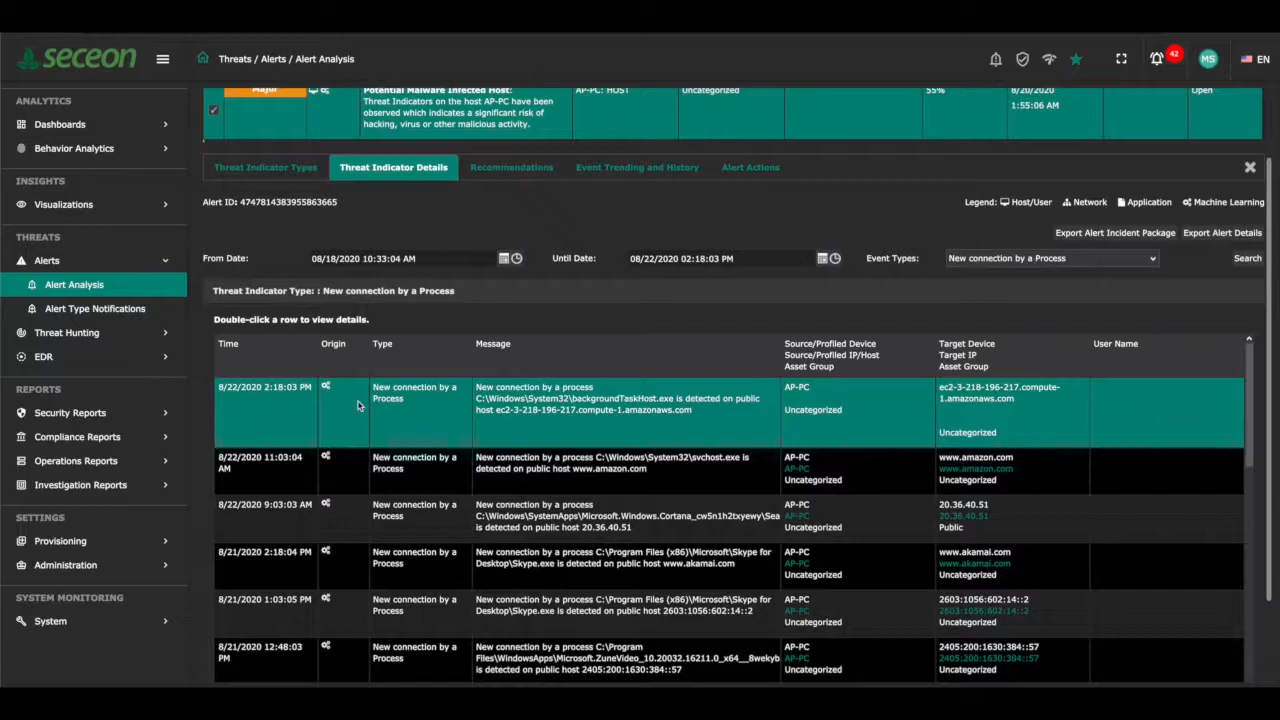 seceon
Threats / Alerts / Alert Analysis
42
MS
EN
ANALYTICS
Dashboards
Behavior Analytics
INSIGHTS
Visualizations
THREATS
Alerts
Alert Analysis
Alert Type Notifications
Threat Hunting
EDR
REPORTS
Security Reports
Compliance Reports
Operations Reports
Investigation Reports
SETTINGS
Provisioning
Administration
SYSTEM MONITORING
System
Major
Potential Malware Infected Host:
Threat Indicators on the host AP-PC have been
observed which indicates a significant risk of
hacking, virus or other malicious activity.
AP-PC: HOST
Uncategorized
55%
8/20/2020
1:55:06 AM
Open
Threat Indicator Types
Threat Indicator Details
Recommendations
Event Trending and History
Alert Actions
Alert ID: 4747814383955863665
Legend: Host/User Network Application Machine Learning
Export Alert Incident Package Export Alert Details
From Date: 08/18/2020 10:33:04 AM Until Date: 08/22/2020 02:18:03 PM Event Types: New connection by a Process Search
Threat Indicator Type: : New connection by a Process
Double-click a row to view details.
Time
Origin
Type
Message
Source/Profiled Device
Source/Profiled IP/Host
Asset Group
Target Device
Target IP
Asset Group
User Name
8/22/2020 2:18:03 PM
New connection by a
Process
New connection by a process
C:\Windows\System32\backgroundTaskHost.exe is detected on public
host ec2-3-218-196-217.compute-1.amazonaws.com
AP-PC
Uncategorized
ec2-3-218-196-217.compute-
1.amazonaws.com
Uncategorized
8/22/2020 11:03:04
AM
New connection by a
Process
New connection by a process C:\Windows\System32\svchost.exe is
detected on public host www.amazon.com
AP-PC
AP-PC
Uncategorized
www.amazon.com
www.amazon.com
Uncategorized
8/22/2020 9:03:03 AM
New connection by a
Process
New connection by a process
C:\Windows\SystemApps\Microsoft.Windows.Cortana_cw5n1h2txyewy\Sea
is detected on public host 20.36.40.51
AP-PC
AP-PC
Uncategorized
20.36.40.51
20.36.40.51
Public
8/21/2020 2:18:04 PM
New connection by a
Process
New connection by a process C:\Program Files (x86)\Microsoft\Skype for
Desktop\Skype.exe is detected on public host www.akamai.com
AP-PC
AP-PC
Uncategorized
www.akamai.com
www.akamai.com
Uncategorized
8/21/2020 1:03:05 PM
New connection by a
Process
New connection by a process C:\Program Files (x86)\Microsoft\Skype for
Desktop\Skype.exe is detected on public host 2603:1056:602:14::2
AP-PC
AP-PC
Uncategorized
2603:1056:602:14::2
2603:1056:602:14::2
Uncategorized
8/21/2020 12:48:03
PM
New connection by a
Process
New connection by a process C:\Program
Files\WindowsApps\Microsoft.ZuneVideo_10.20032.16211.0_x64__8wekyb
is detected on public host 2405:200:1630:384::57
AP-PC
AP-PC
Uncategorized
2405:200:1630:384::57
2405:200:1630:384::57
Uncategorized